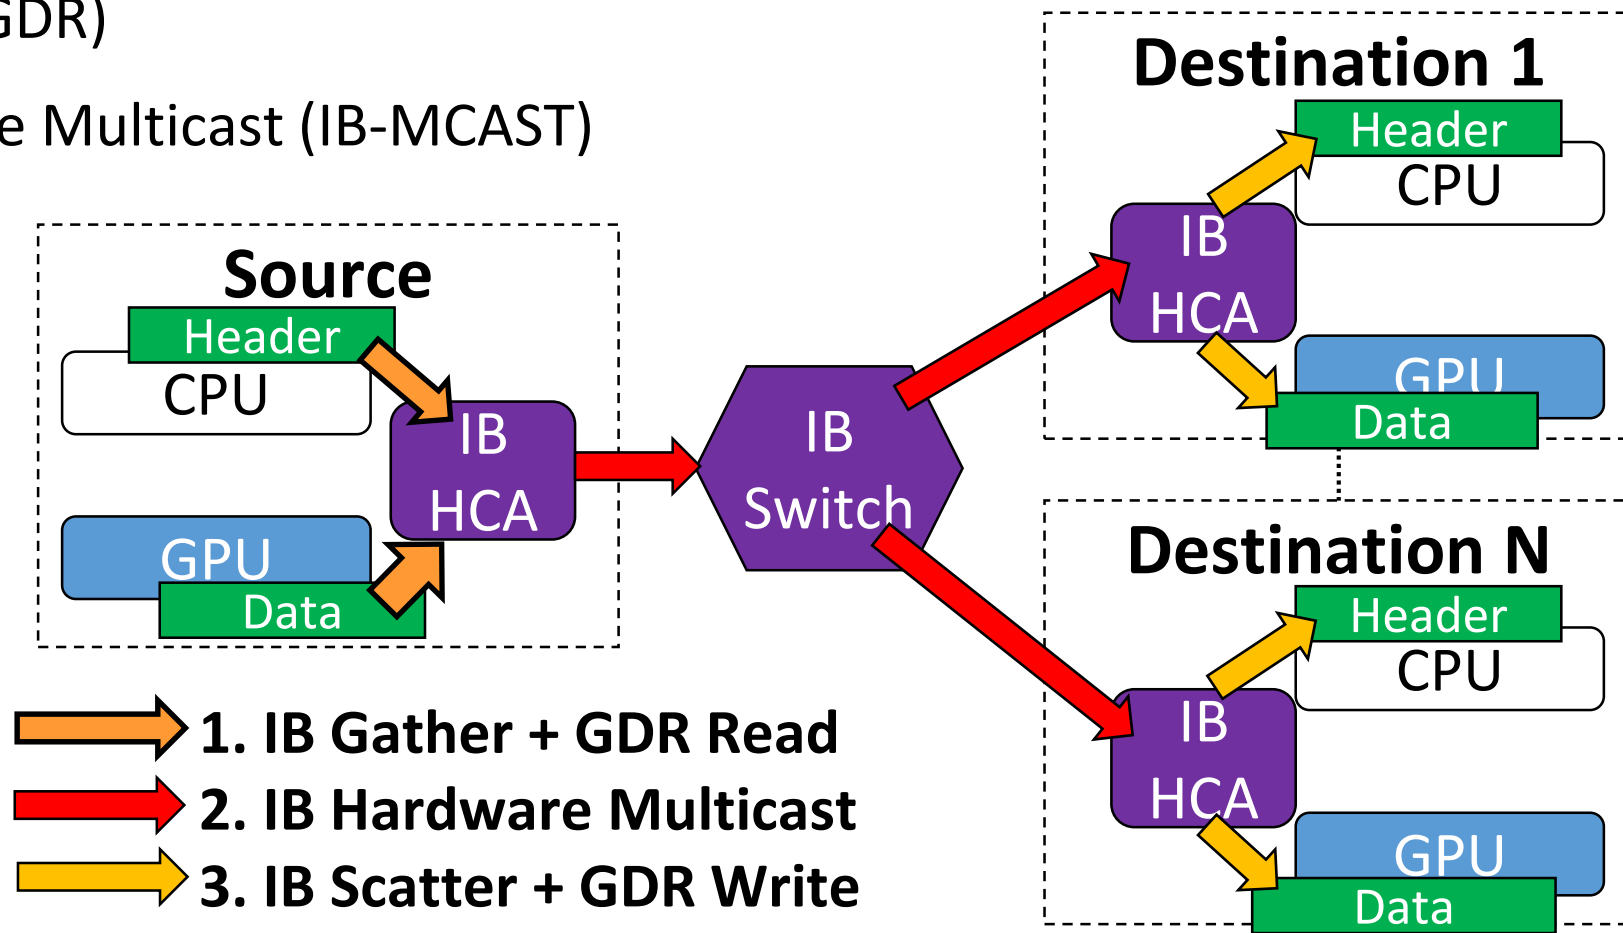 GDR)
e Multicast (IB-MCAST)
Source
Header
CPU
IB
HCA
GPU
Data
IB
Switch
Destination 1
Header
CPU
IB
HCA
GPU
Data
Destination N
Header
CPU
IB
HCA
GPU
Data
1. IB Gather + GDR Read
2. IB Hardware Multicast
3. IB Scatter + GDR Write